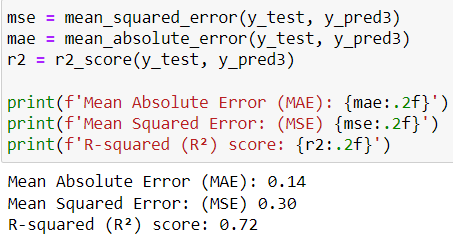 mse = mean_squared_error(y_test, y_pred3)
mae = mean_absolute_error(y_test, y_pred3)
r2 = r2_score(y_test, y_pred3)
print(f'Mean Absolute Error (MAE): {mae:.2f}')
print(f'Mean Squared Error: (MSE) {mse:.2f}')
print(f'R-squared (R²) score: {r2:.2f}')
Mean Absolute Error (MAE): 0.14
Mean Squared Error: (MSE) 0.30
R-squared (R²) score: 0.72